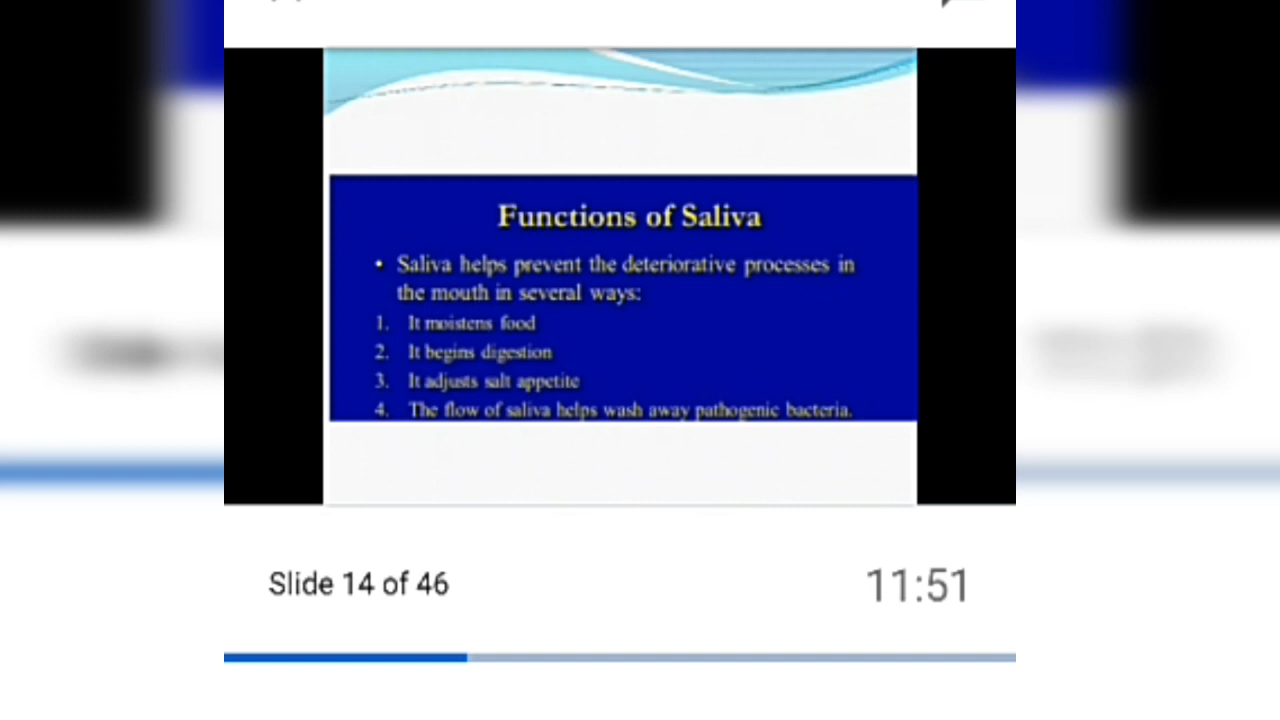 Functions of Saliva
• Saliva helps prevent the deteriorative processes in
the mouth in several ways:
1. It moistens food
2. It begins digestion
3. It adjusts salt appetite
4. The flow of saliva helps wash away pathogenic bacteria.
Slide 14 of 46
11:51